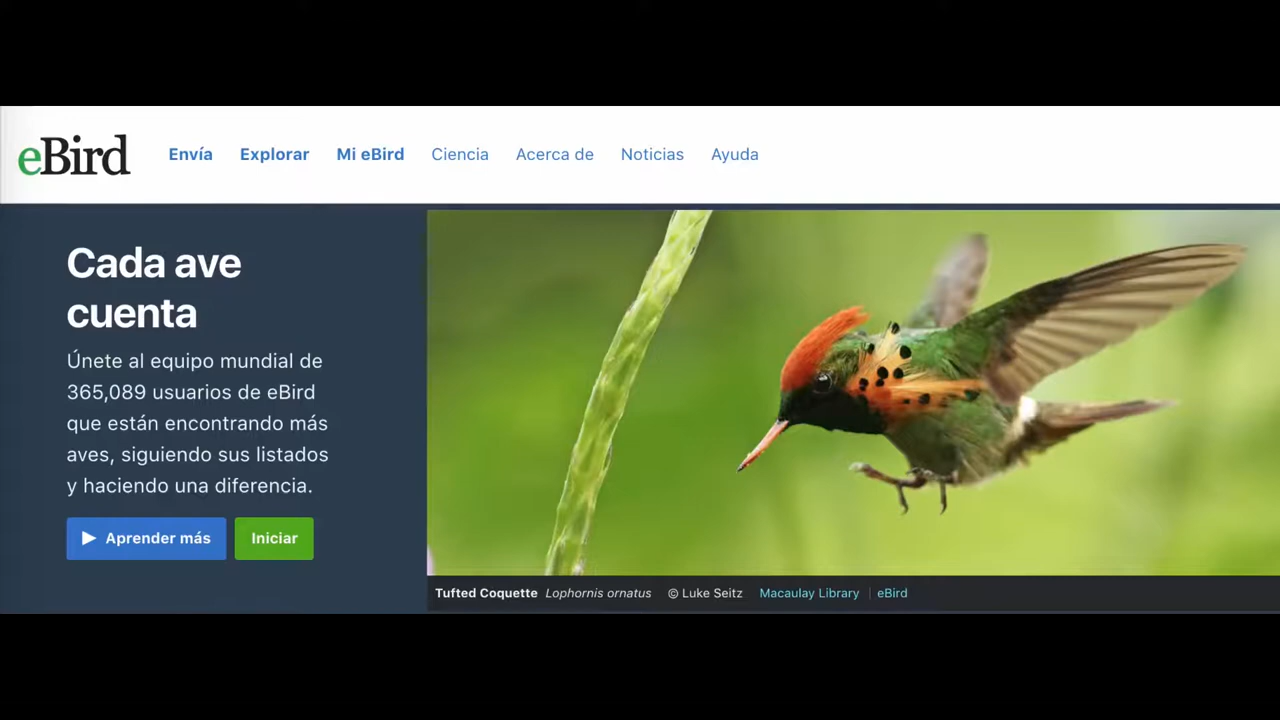 eBird
Envía Explorar Mi eBird Ciencia Acerca de Noticias Ayuda
Cada ave
cuenta
Únete al equipo mundial de
365,089 usuarios de eBird
que están encontrando más
aves, siguiendo sus listados
y haciendo una diferencia.
Aprender más Iniciar
Tufted Coquette Lophornis ornatus © Luke Seitz Macaulay Library | eBird